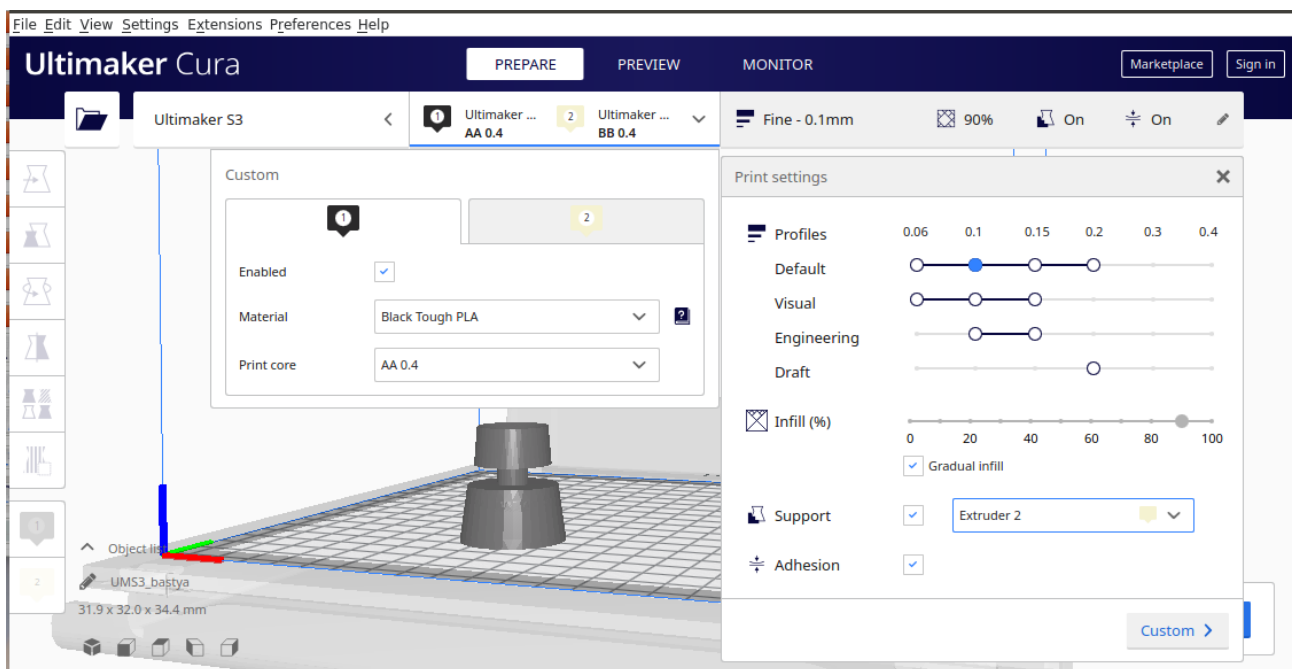 File Edit View Settings Extensions Preferences Help
Ultimaker Cura
PREPARE
PREVIEW
MONITOR
Marketplace
Sign in
Ultimaker S3
1
Ultimaker ...
AA 0.4
2
Ultimaker ...
BB 0.4
Fine - 0.1mm
90%
On
On
Custom
1
2
Enabled
Material
Black Tough PLA
?
Print core
AA 0.4
Print settings
Profiles 0.06 0.1 0.15 0.2 0.3 0.4
Default
Visual
Engineering
Draft
Infill (%)
0 20 40 60 80 100
Gradual infill
Support
Extruder 2
Adhesion
Custom
1
2
Object list
UMS3_bastya
31.9 x 32.0 x 34.4 mm